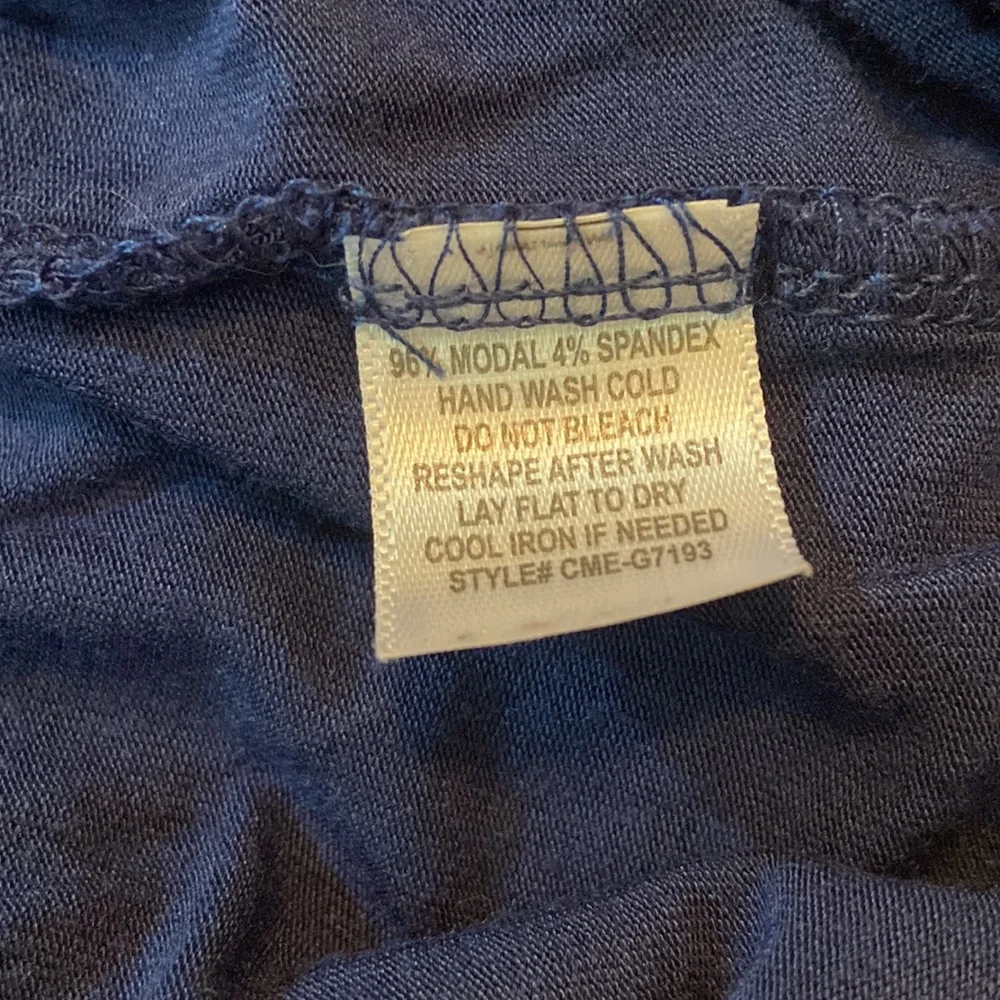 96% MODAL 4% SPANDEX
HAND WASH COLD
DO NOT BLEACH
RESHAPE AFTER WASH
LAY FLAT TO DRY
COOL IRON IF NEEDED
STYLE# CME-G7193